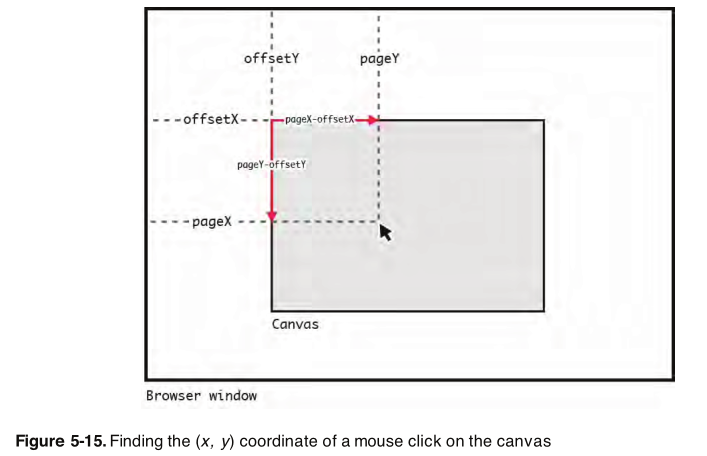 offsetY
pageY
offsetX
pageX-offsetX
pageY-offsetY
pageX
Canvas
Browser window
Figure 5-15. Finding the (x, y) coordinate of a mouse click on the canvas